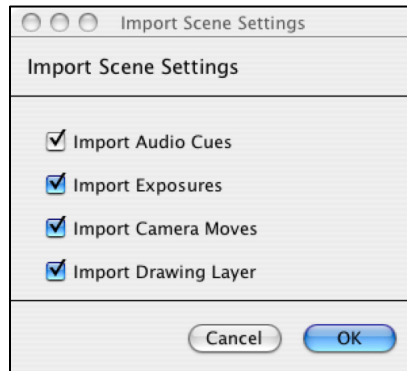 Import Scene Settings
Import Scene Settings
Import Audio Cues
Import Exposures
Import Camera Moves
Import Drawing Layer
Cancel OK